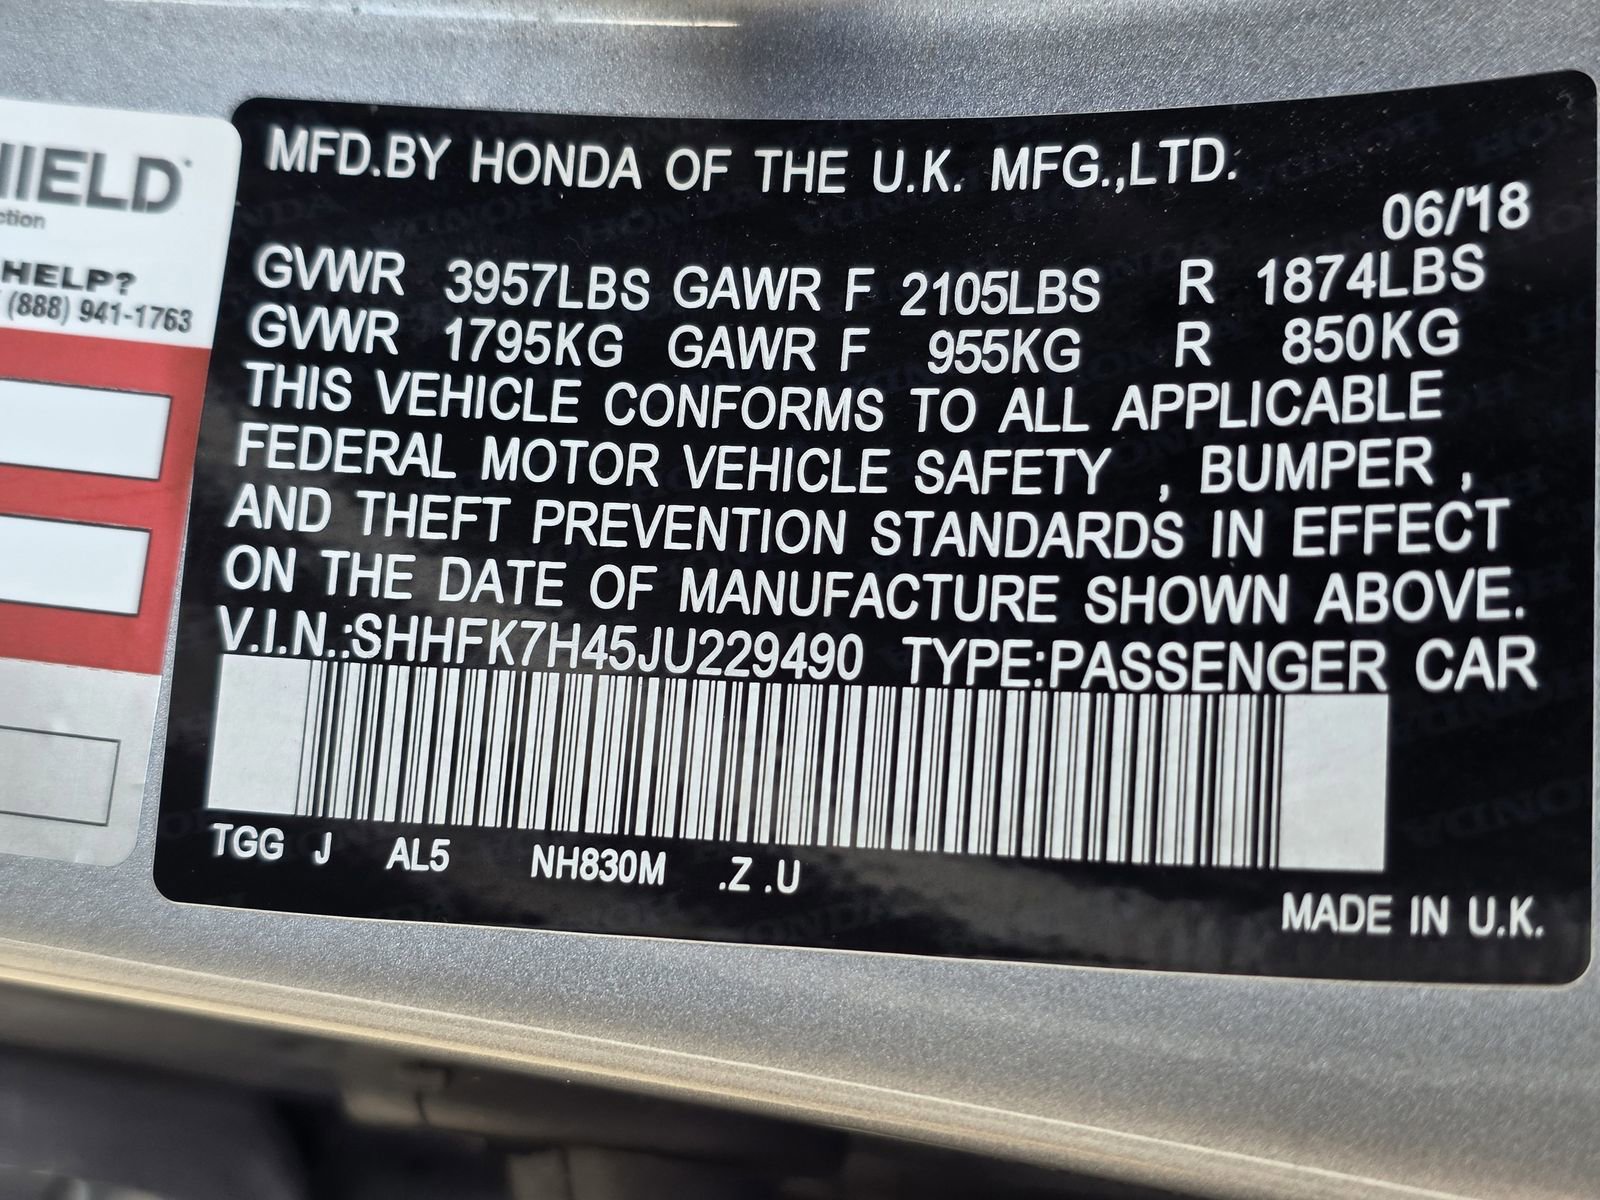 HIELD
ction
HELP?
(888) 941-1763
MFD.BY HONDA OF THE U.K. MFG.,LTD.
06/'18
GVWR 3957LBS GAWR F 2105LBS R 1874LBS
GVWR 1795KG GAWR F 955KG R 850KG
THIS VEHICLE CONFORMS TO ALL APPLICABLE
FEDERAL MOTOR VEHICLE SAFETY , BUMPER ,
AND THEFT PREVENTION STANDARDS IN EFFECT
ON THE DATE OF MANUFACTURE SHOWN ABOVE.
V.I.N.:SHHFK7H45JU229490 TYPE:PASSENGER CAR
TGG J AL5 NH830M .Z .U
MADE IN U.K.